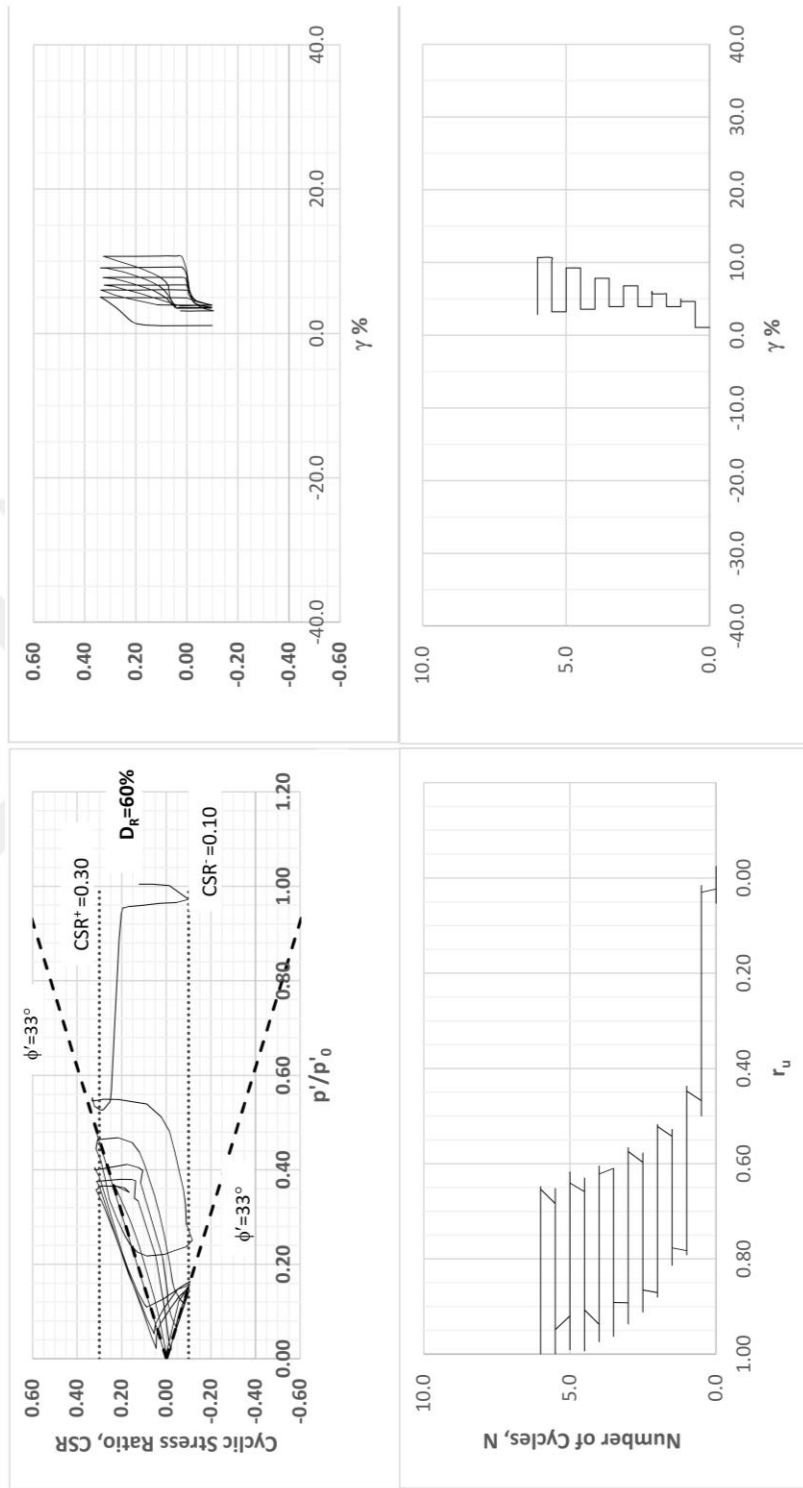 0.60
0.40
0.20
0.00
-0.20
-0.40
-0.60
Cyclic Stress Ratio, CSR
ϕ'=33°
CSR⁺=0.30
D_R=60%
CSR⁻=0.10
ϕ'=33°
0.00 0.20 0.40 0.60 0.80 1.00 1.20
p'/p'₀
0.60
0.40
0.20
0.00
-0.20
-0.40
-0.60
-40.0 -20.0 0.0 20.0 40.0
γ %
10.0
5.0
0.0
Number of Cycles, N
1.00 0.80 0.60 0.40 0.20 0.00
r_u
10.0
5.0
0.0
-40.0 -30.0 -20.0 -10.0 0.0 10.0 20.0 30.0 40.0
γ %